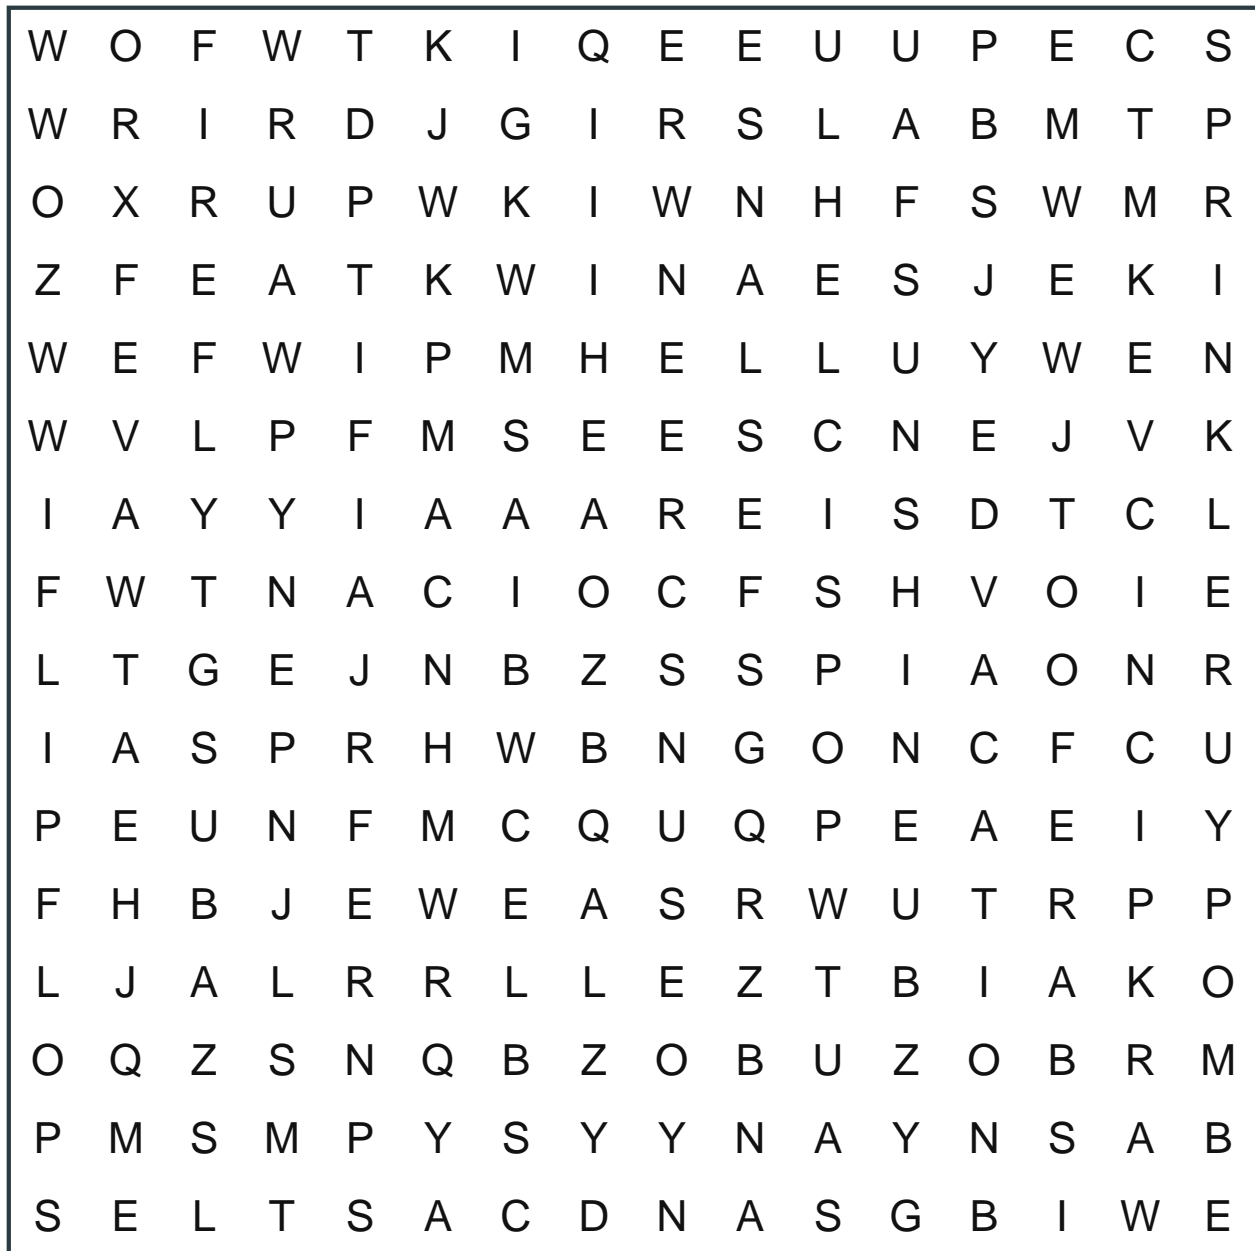 W O F W T K I Q E E U U P E C S
W R I R D J G I R S L A B M T P
O X R U P W K I W N H F S W M R
Z F E A T K W I N A E S J E K I
W E F W I P M H E L L U Y W E N
W V L P F M S E E S C N E J V K
I A Y Y I A A A R E I S D T C L
F W T N A C I O C F S H V O I E
L T G E J N B Z S S P I A O N R
I A S P R H W B N G O N C F C U
P E U N F M C Q U Q P E A E I Y
F H B J E W E A S R W U T R P P
L J A L R R L L E Z T B I A K O
O Q Z S N Q B Z O B U Z O B R M
P M S M P Y S Y Y N A Y N S A B
S E L T S A C D N A S G B I W E